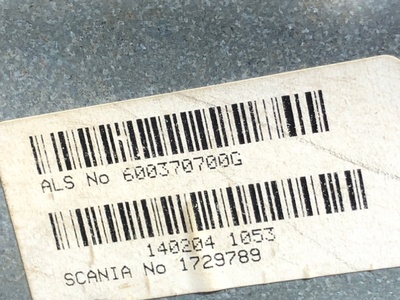 ALS No 600370700G
140204 1053
SCANIA No 1729789